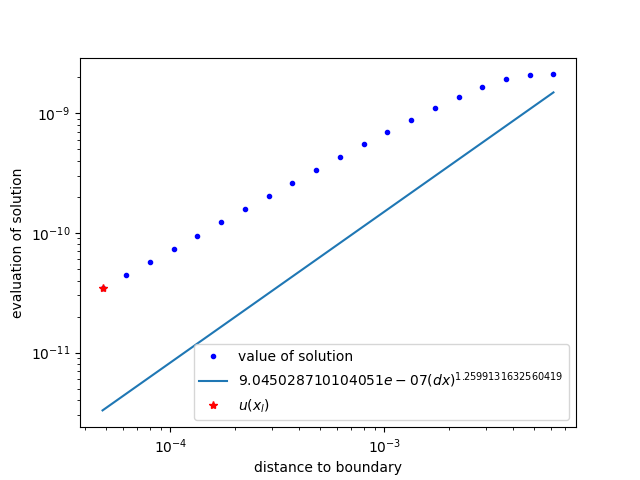 evaluation of solution
10⁻⁹
10⁻¹⁰
10⁻¹¹
value of solution
9.045028710104051e − 07(dx)^1.2599131632560419
u(x_l)
10⁻⁴
10⁻³
distance to boundary